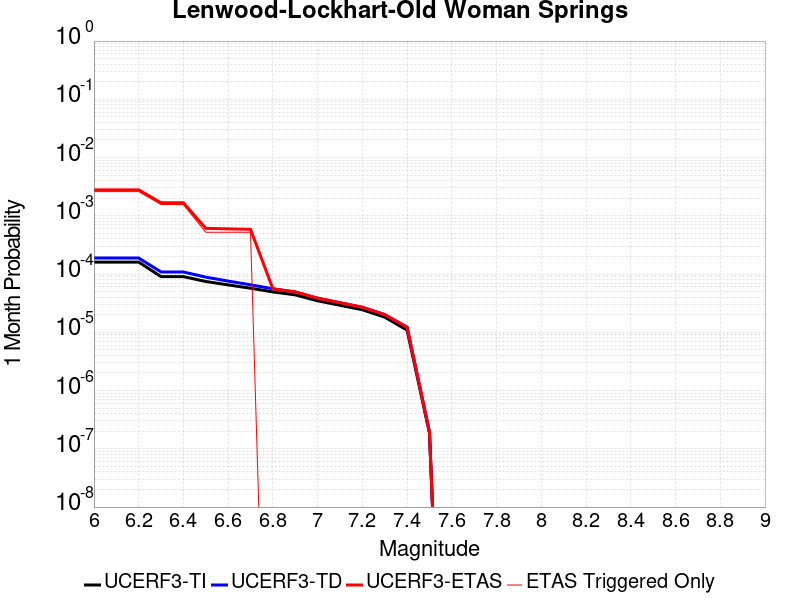 Lenwood-Lockhart-Old Woman Springs
10^0
10^-1
10^-2
10^-3
10^-4
10^-5
10^-6
10^-7
10^-8
1 Month Probability
6 6.2 6.4 6.6 6.8 7 7.2 7.4 7.6 7.8 8 8.2 8.4 8.6 8.8 9
Magnitude
UCERF3-TI UCERF3-TD UCERF3-ETAS ETAS Triggered Only